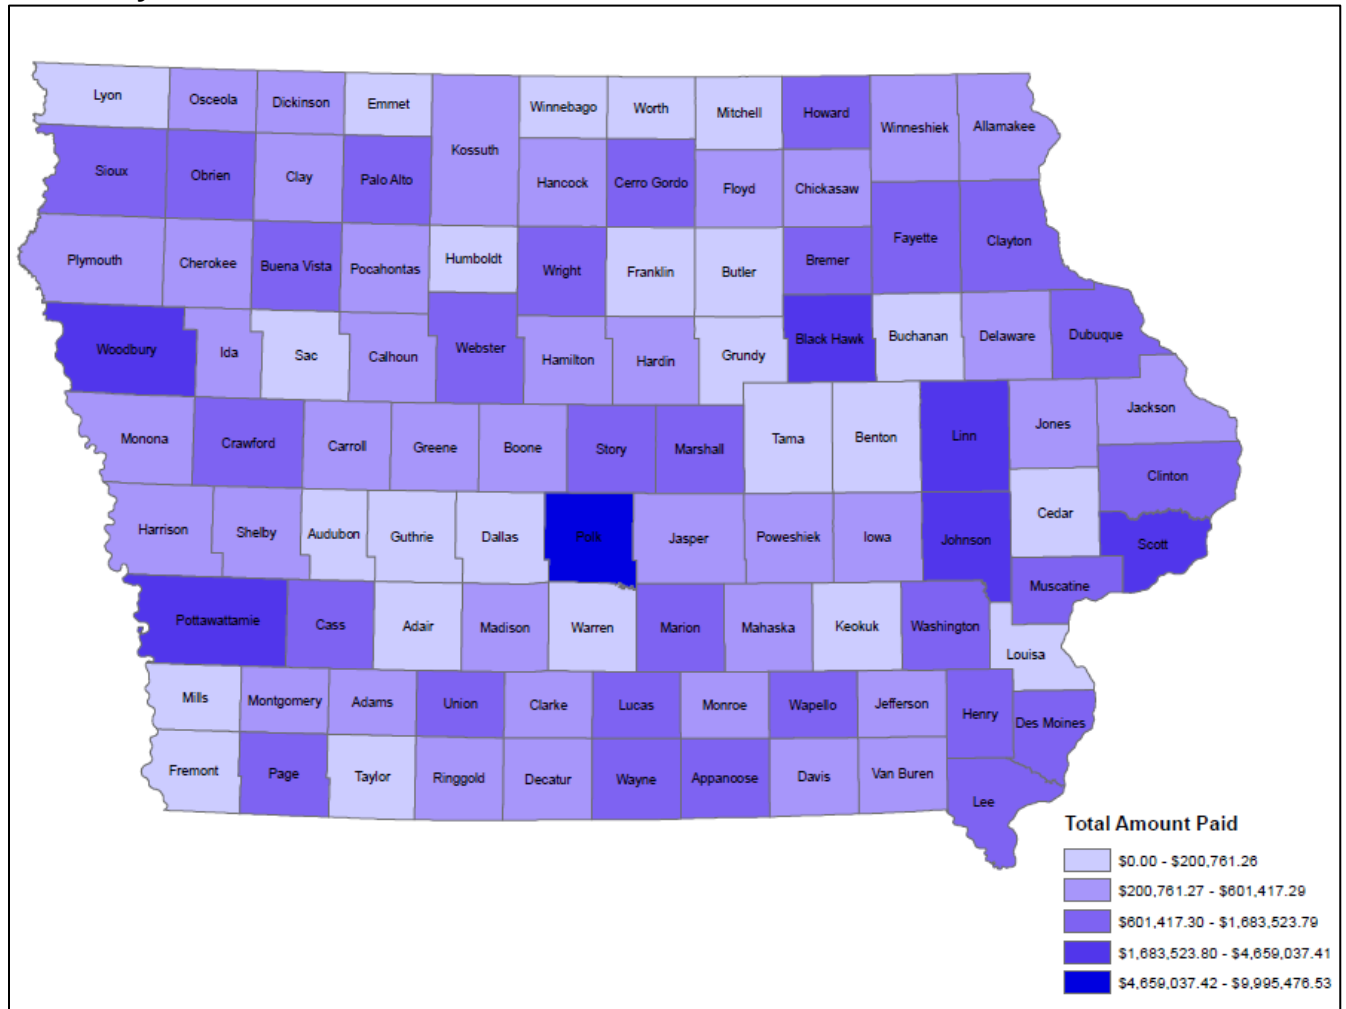 Lyon
Osceola
Dickinson
Emmet
Winnebago
Worth
Mitchell
Howard
Winneshiek
Allamakee
Kossuth
Sioux
Obrien
Clay
Palo Alto
Hancock
Cerro Gordo
Floyd
Chickasaw
Fayette
Clayton
Plymouth
Cherokee
Buena Vista
Pocahontas
Humboldt
Wright
Franklin
Butler
Bremer
Woodbury
Ida
Sac
Calhoun
Webster
Hamilton
Hardin
Grundy
Black Hawk
Buchanan
Delaware
Dubuque
Monona
Crawford
Carroll
Greene
Boone
Story
Marshall
Tama
Benton
Linn
Jones
Jackson
Clinton
Harrison
Shelby
Audubon
Guthrie
Dallas
Polk
Jasper
Poweshiek
Iowa
Johnson
Cedar
Scott
Muscatine
Pottawattamie
Cass
Adair
Madison
Warren
Marion
Mahaska
Keokuk
Washington
Louisa
Mills
Montgomery
Adams
Union
Clarke
Lucas
Monroe
Wapello
Jefferson
Henry
Des Moines
Fremont
Page
Taylor
Ringgold
Decatur
Wayne
Appanoose
Davis
Van Buren
Lee
Total Amount Paid
$0.00 - $200,761.26
$200,761.27 - $601,417.29
$601,417.30 - $1,683,523.79
$1,683,523.80 - $4,659,037.41
$4,659,037.42 - $9,995,476.53